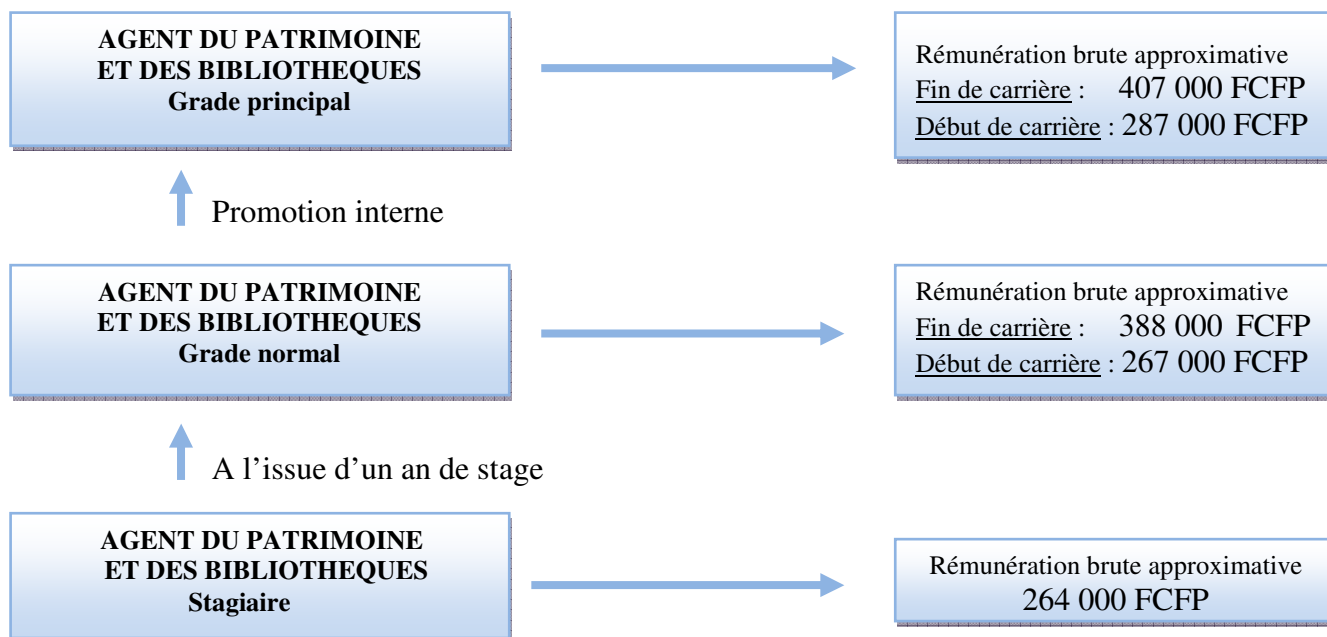 AGENT DU PATRIMOINE
ET DES BIBLIOTHEQUES
Grade principal
Rémunération brute approximative
Fin de carrière : 407 000 FCFP
Début de carrière : 287 000 FCFP
Promotion interne
AGENT DU PATRIMOINE
ET DES BIBLIOTHEQUES
Grade normal
Rémunération brute approximative
Fin de carrière : 388 000 FCFP
Début de carrière : 267 000 FCFP
A l’issue d’un an de stage
AGENT DU PATRIMOINE
ET DES BIBLIOTHEQUES
Stagiaire
Rémunération brute approximative
264 000 FCFP